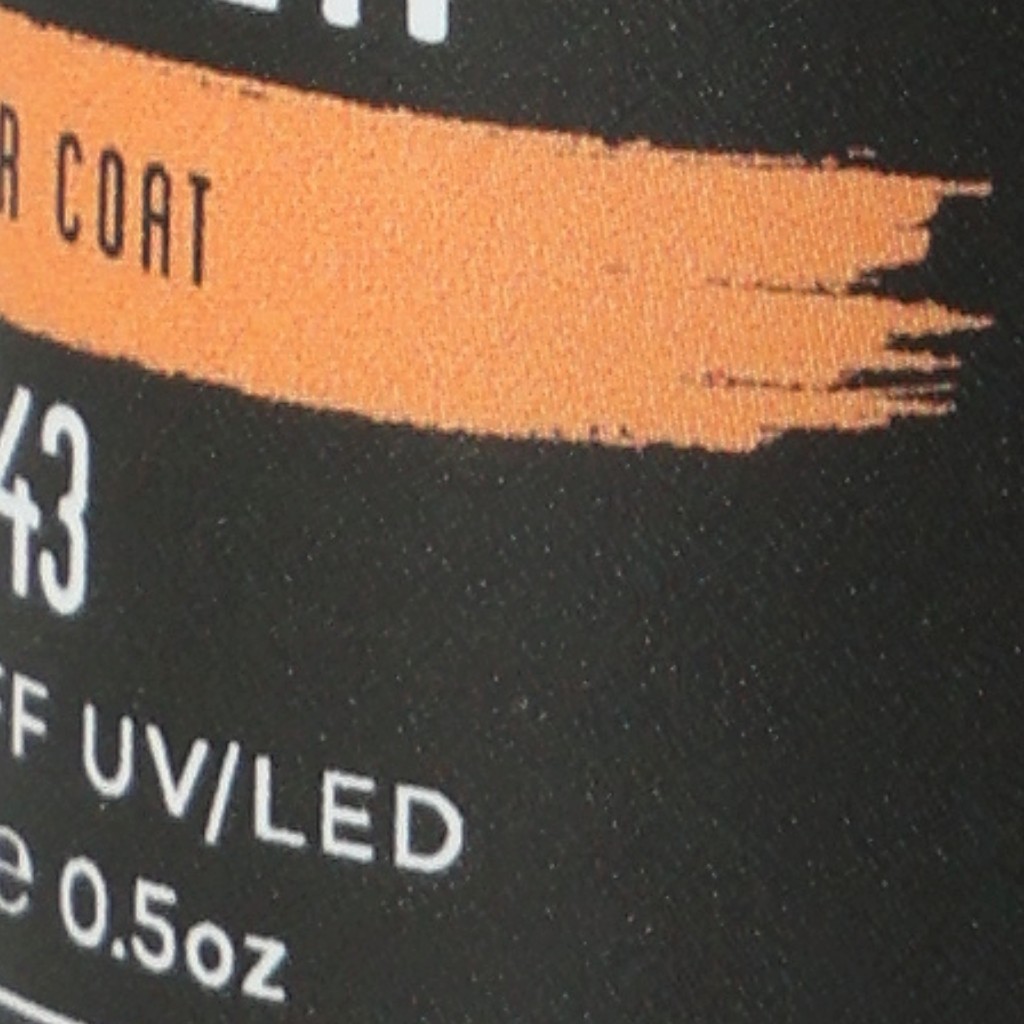 R COAT
43
FF UV/LED
e 0.5oz